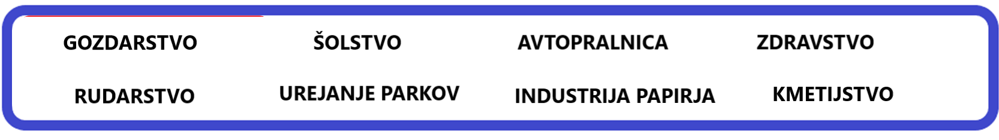 GOZDARSTVO ŠOLSTVO AVTOPRALNICA ZDRAVSTVO
RUDARSTVO UREJANJE PARKOV INDUSTRIJA PAPIRJA KMETIJSTVO